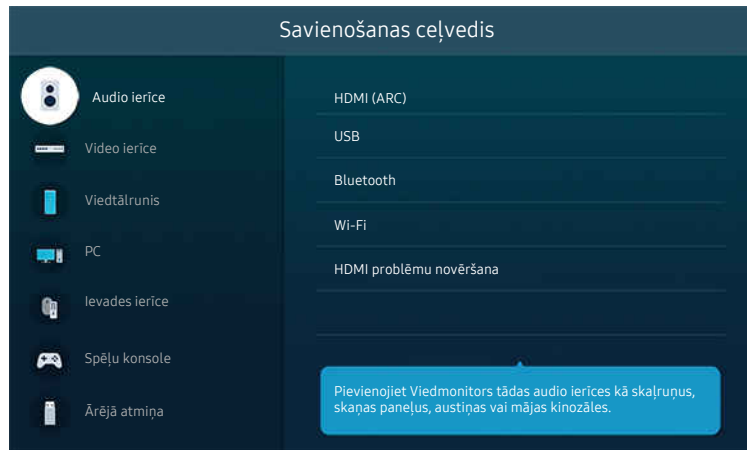 Savienošanas ceļvedis
Audio ierīce
Video ierīce
Viedtālrunis
PC
Ievades ierīce
Spēļu konsole
Ārējā atmiņa
HDMI (ARC)
USB
Bluetooth
Wi-Fi
HDMI problēmu novēršana
Pievienojiet Viedmonitors tādas audio ierīces kā skaļruņus,
skaņas paneļus, austiņas vai mājas kinozāles.